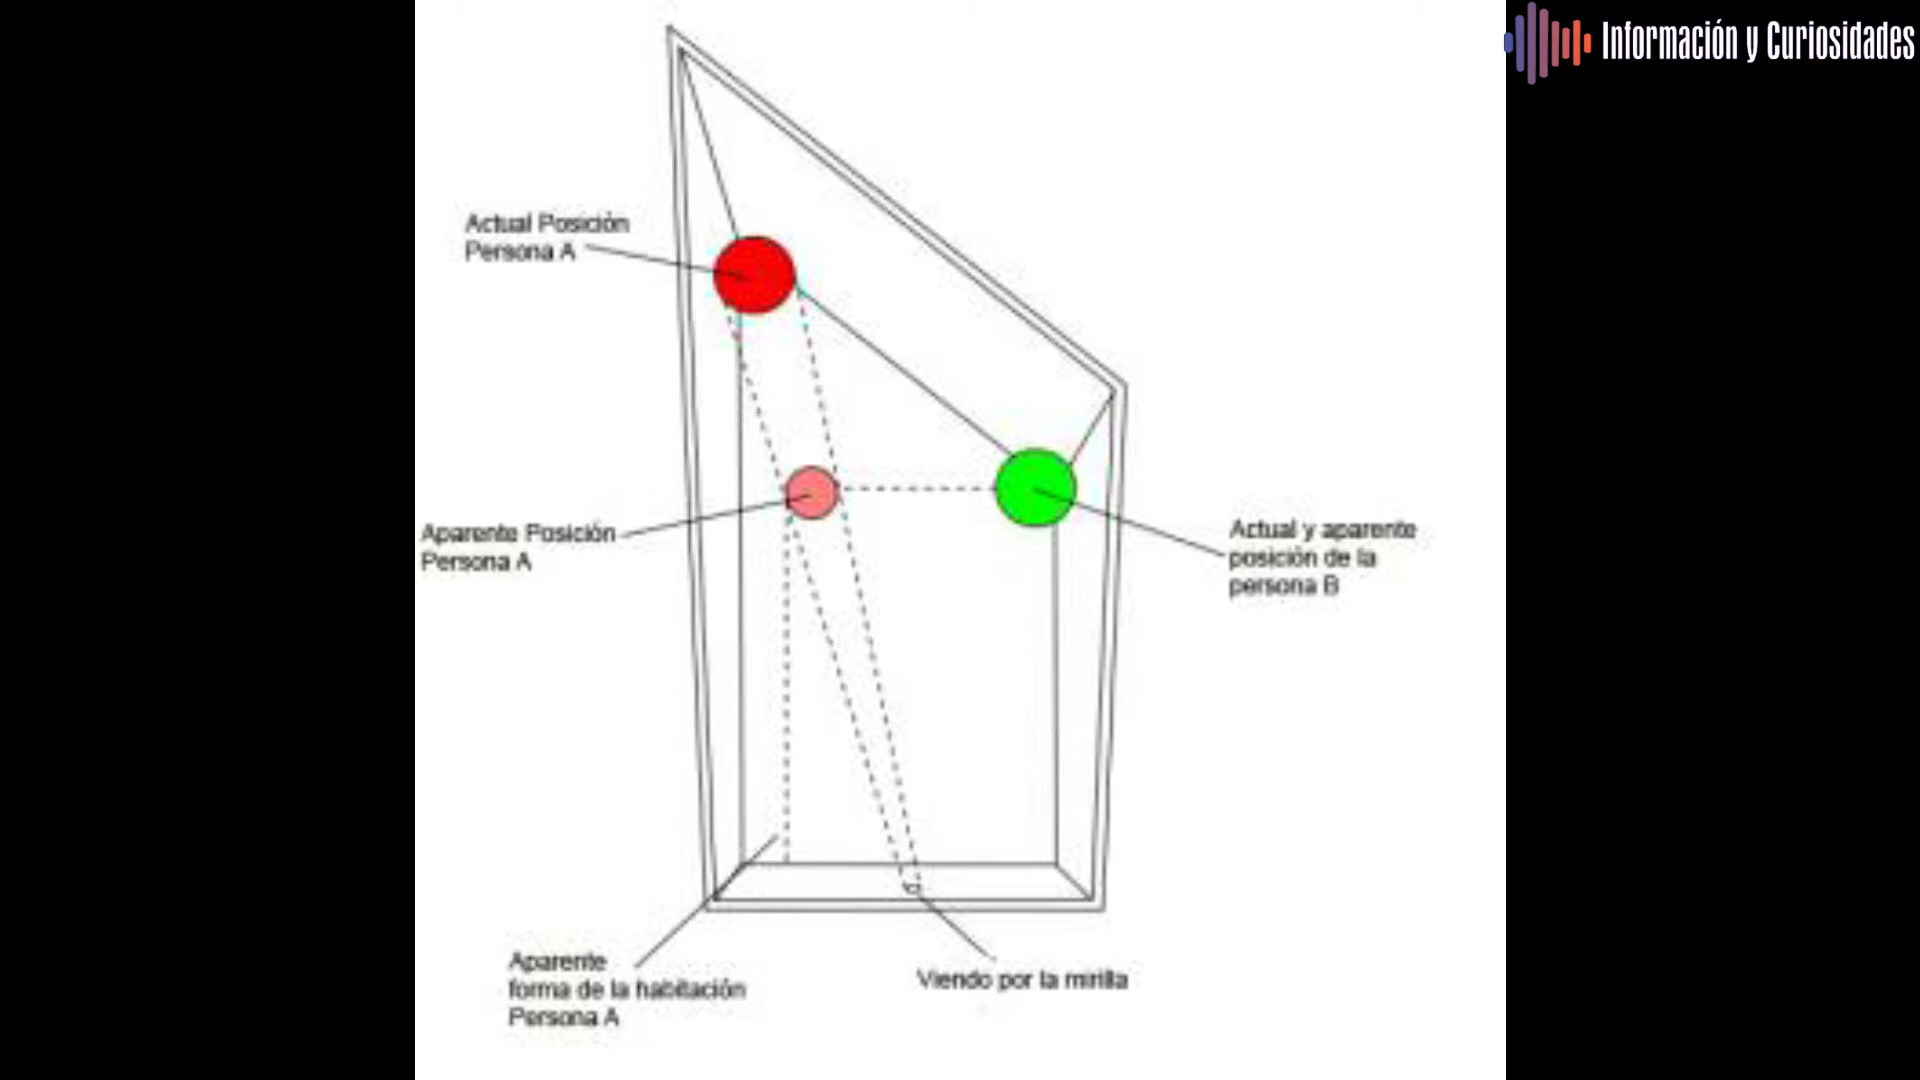 Información y Curiosidades
Actual Posición
Persona A
Aparente Posición
Persona A
Actual y aparente
posición de la
persona B
Aparente
forma de la habitación
Persona A
Viendo por la mirilla